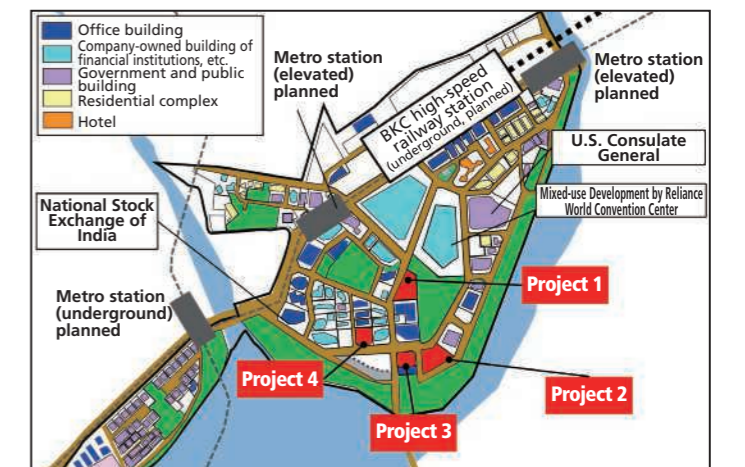 Office building
Company-owned building of
financial institutions, etc.
Government and public
building
Residential complex
Hotel
Metro station
(elevated)
planned
BKC high-speed
railway station
(underground, planned)
Metro station
(elevated)
planned
U.S. Consulate
General
Mixed-use Development by Reliance
World Convention Center
National Stock
Exchange of
India
Metro station
(underground)
planned
Project 1
Project 4
Project 2
Project 3